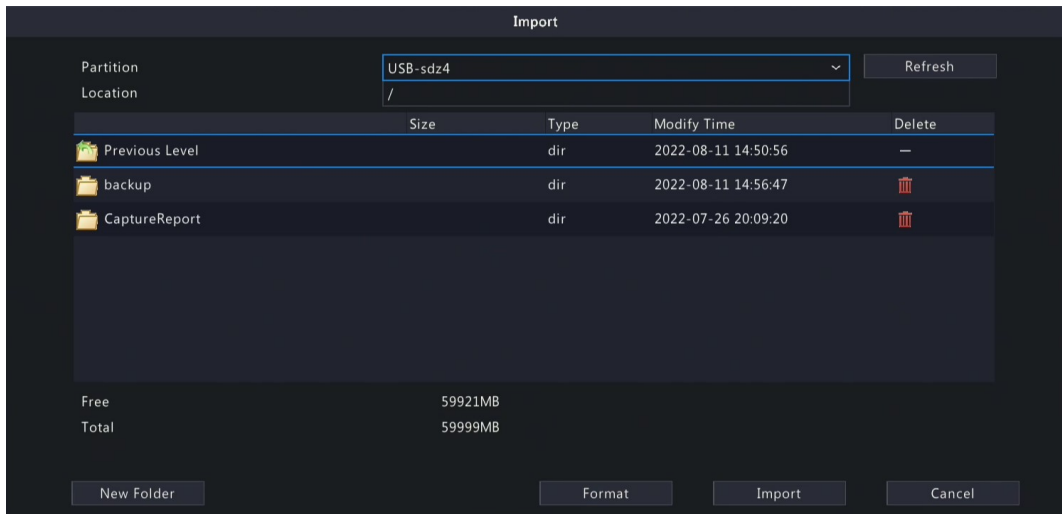 Import
Partition USB-sdz4 Refresh
Location /
Size Type Modify Time Delete
Previous Level dir 2022-08-11 14:50:56 —
backup dir 2022-08-11 14:56:47
CaptureReport dir 2022-07-26 20:09:20
Free 59921MB
Total 59999MB
New Folder Format Import Cancel